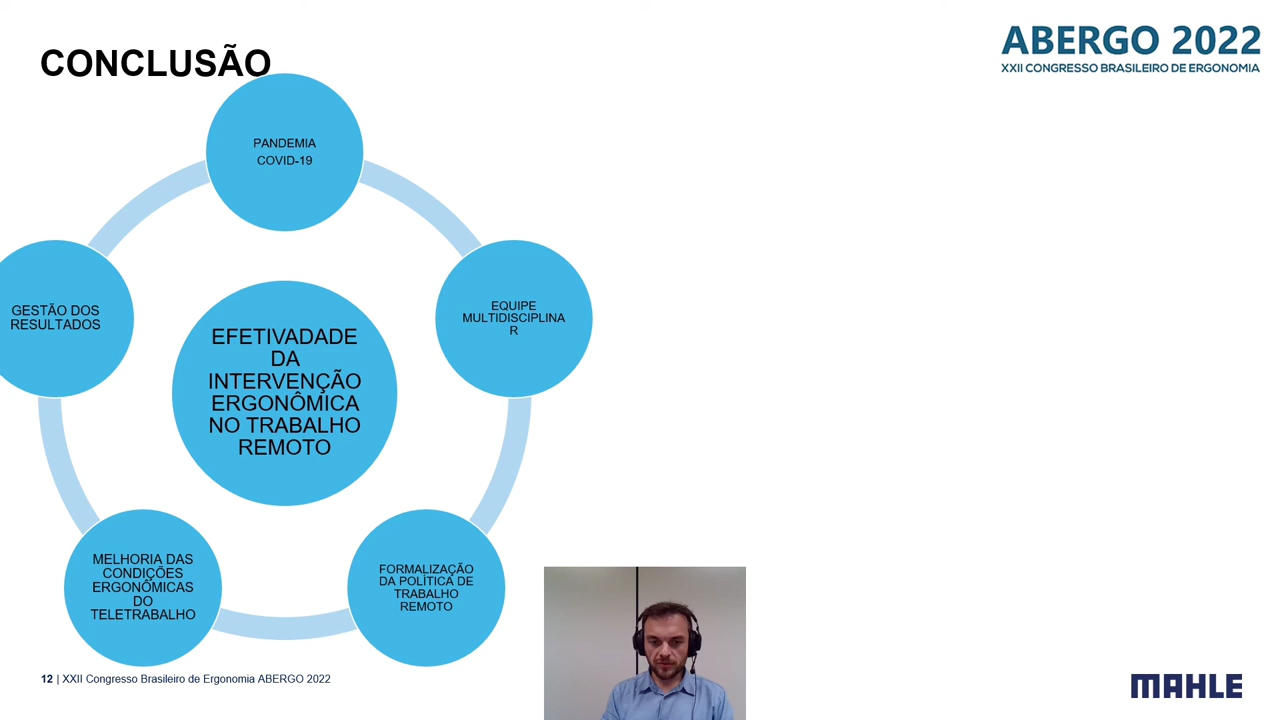 CONCLUSÃO
ABERGO 2022
XXII CONGRESSO BRASILEIRO DE ERGONOMIA
PANDEMIA
COVID-19
GESTÃO DOS
RESULTADOS
EQUIPE
MULTIDISCIPLINA
R
EFETIVADADE
DA
INTERVENÇÃO
ERGONÔMICA
NO TRABALHO
REMOTO
MELHORIA DAS
CONDIÇÕES
ERGONÔMICAS
DO
TELETRABALHO
FORMALIZAÇÃO
DA POLÍTICA DE
TRABALHO
REMOTO
12 | XXII Congresso Brasileiro de Ergonomia ABERGO 2022
MAHLE